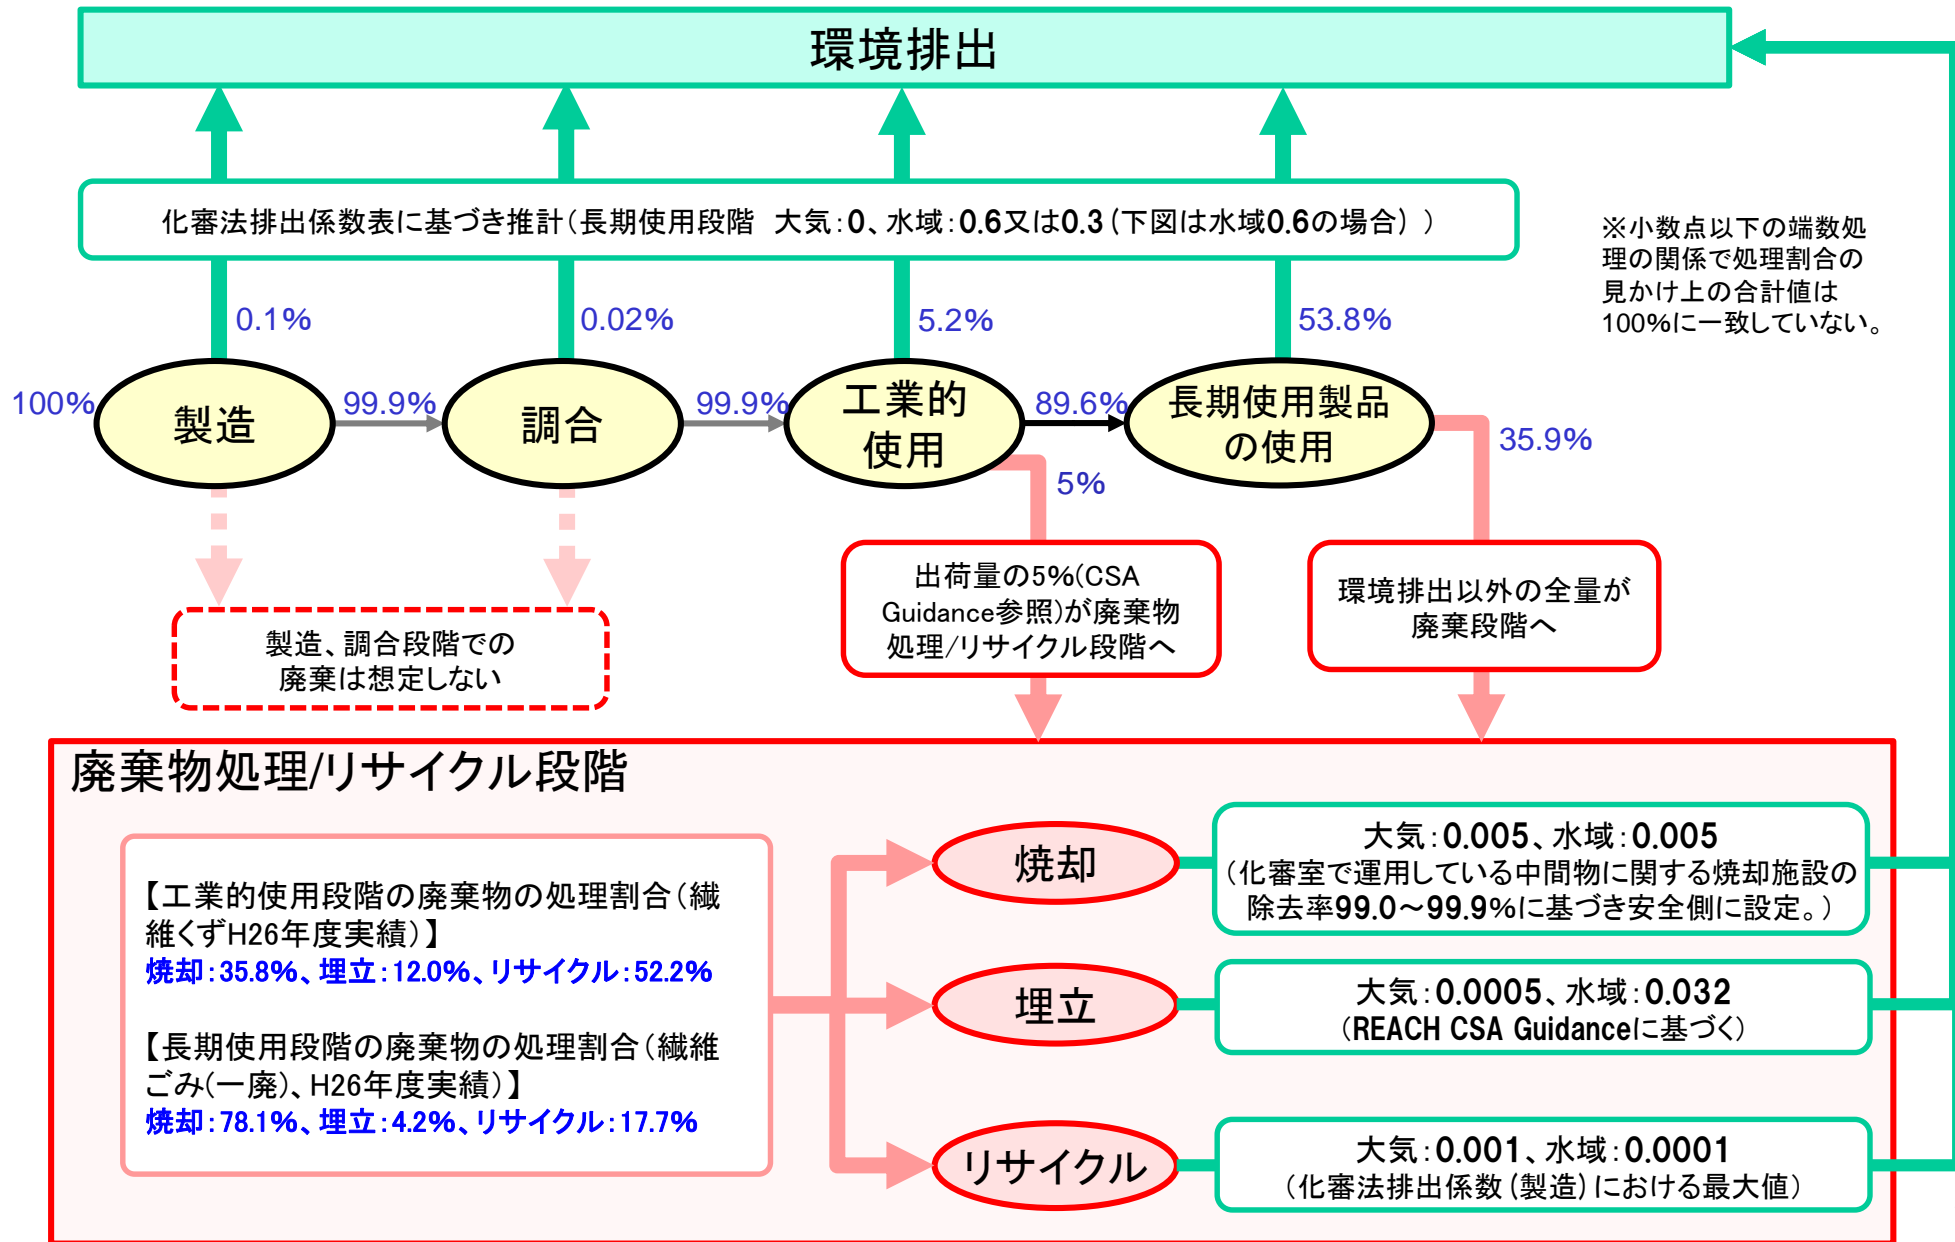 環境排出
化審法排出係数表に基づき推計(長期使用段階 大気:0、水域:0.6又は0.3(下図は水域0.6の場合))
※小数点以下の端数処
理の関係で処理割合の
見かけ上の合計値は
100%に一致していない。
0.1%
0.02%
5.2%
53.8%
100%
製造
99.9%
調合
99.9%
工業的
使用
89.6%
長期使用製品
の使用
35.9%
5%
製造、調合段階での
廃棄は想定しない
出荷量の5%(CSA
Guidance参照)が廃棄物
処理/リサイクル段階へ
環境排出以外の全量が
廃棄段階へ
廃棄物処理/リサイクル段階
【工業的使用段階の廃棄物の処理割合(繊
維くずH26年度実績)】
焼却:35.8%、埋立:12.0%、リサイクル:52.2%
【長期使用段階の廃棄物の処理割合(繊維
ごみ(一廃)、H26年度実績)】
焼却:78.1%、埋立:4.2%、リサイクル:17.7%
焼却
大気:0.005、水域:0.005
(化審室で運用している中間物に関する焼却施設の
除去率99.0～99.9%に基づき安全側に設定。)
埋立
大気:0.0005、水域:0.032
(REACH CSA Guidanceに基づく)
リサイクル
大気:0.001、水域:0.0001
(化審法排出係数(製造)における最大値)